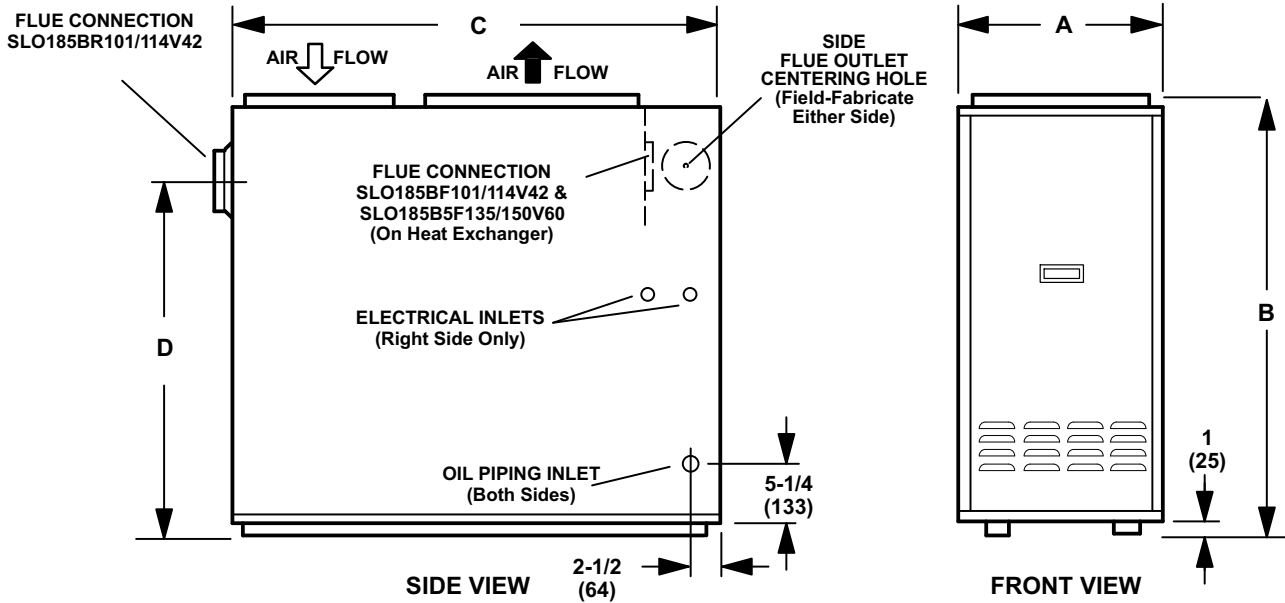 FLUE CONNECTION
SLO185BR101/114V42
C
AIR FLOW
AIR FLOW
SIDE
FLUE OUTLET
CENTERING HOLE
(Field-Fabricate
Either Side)
A
FLUE CONNECTION
SLO185BF101/114V42 &
SLO185B5F135/150V60
(On Heat Exchanger)
ELECTRICAL INLETS
(Right Side Only)
D
B
OIL PIPING INLET
(Both Sides)
5-1/4
(133)
1
(25)
2-1/2
(64)
SIDE VIEW
FRONT VIEW